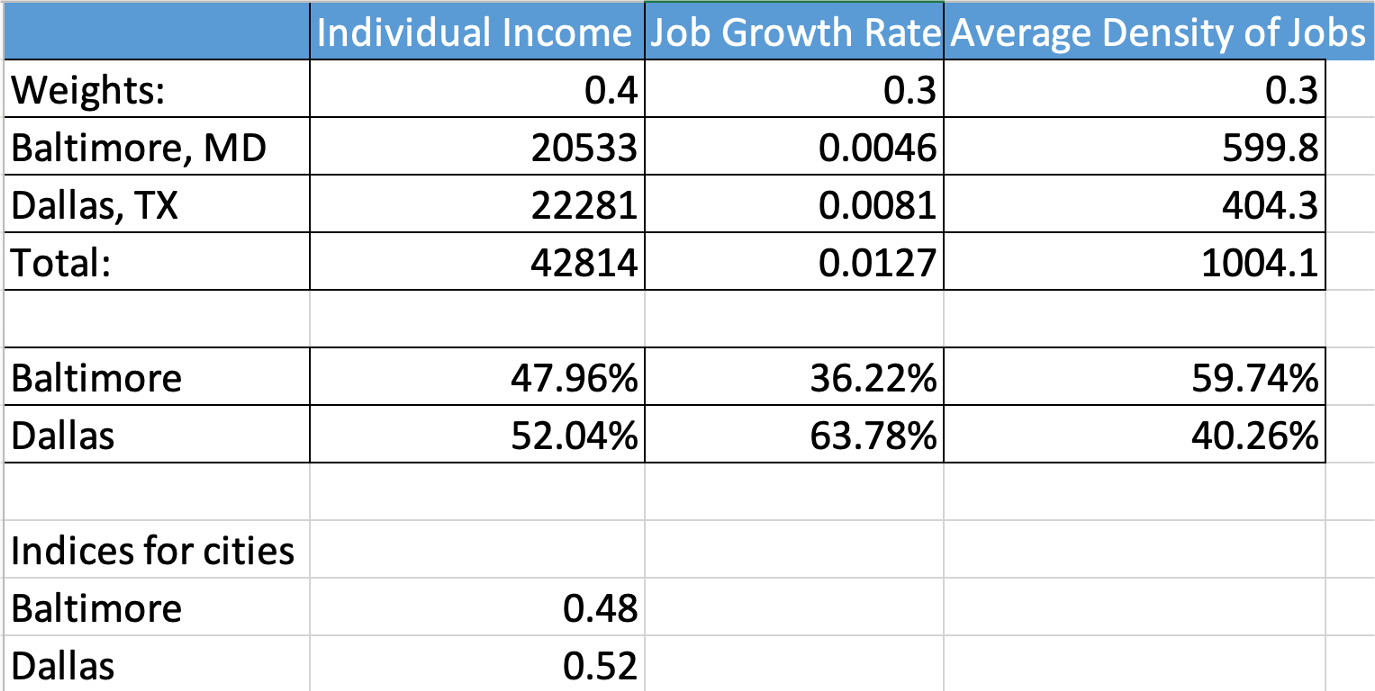 Individual Income Job Growth Rate Average Density of Jobs
Weights: 0.4 0.3 0.3
Baltimore, MD 20533 0.0046 599.8
Dallas, TX 22281 0.0081 404.3
Total: 42814 0.0127 1004.1
Baltimore 47.96% 36.22% 59.74%
Dallas 52.04% 63.78% 40.26%
Indices for cities
Baltimore 0.48
Dallas 0.52